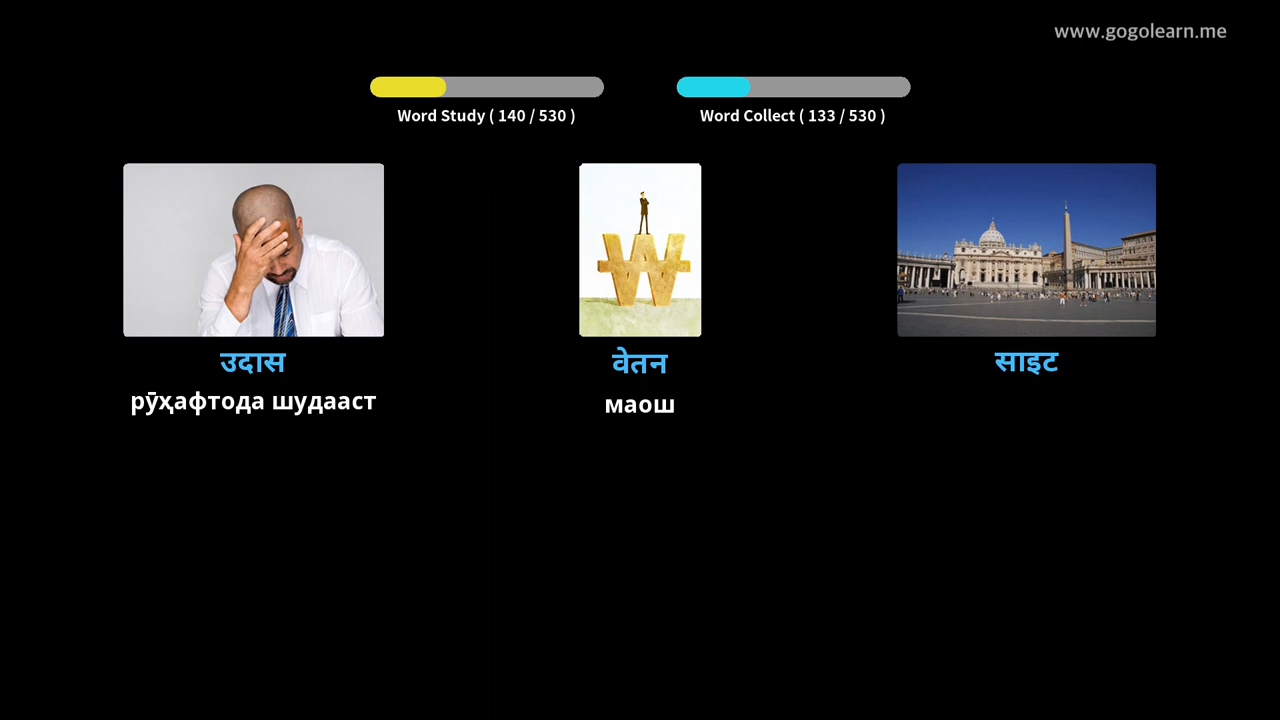 www.gogolearn.me
Word Study ( 140 / 530 )
Word Collect ( 133 / 530 )
उदास
рӯҳафтода шудааст
वेतन
маош
साइट